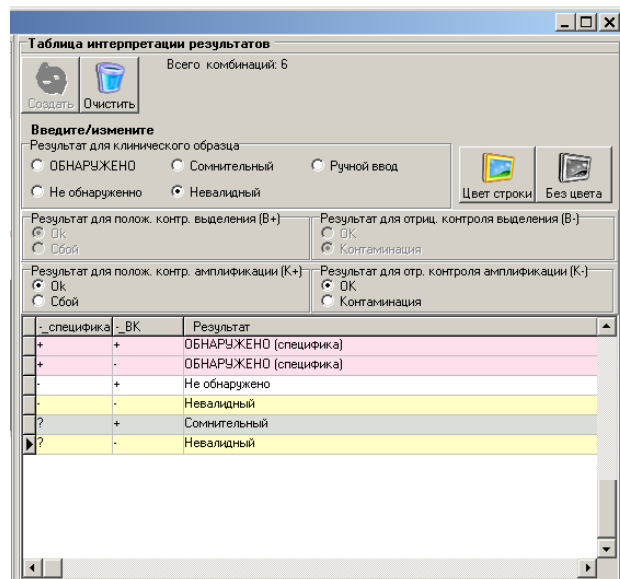 Таблица интерпретации результатов
Всего комбинаций: 6
Создать Очистить
Введите/измените
Результат для клинического образца
ОБНАРУЖЕНО Сомнительный Ручной ввод
Не обнаруженно Невалидный
Цвет строки Без цвета
Результат для полож. контр. выделения (В+) Результат для отриц. контроля выделения (В-)
Ok OK
Сбой Контаминация
Результат для полож. контр. амплификации (К+) Результат для отр. контроля амплификации (К-)
Ok OK
Сбой Контаминация
-_специфика -_ВК Результат
+ + ОБНАРУЖЕНО (специфика)
+ - ОБНАРУЖЕНО (специфика)
- + Не обнаружено
- - Невалидный
? + Сомнительный
? - Невалидный